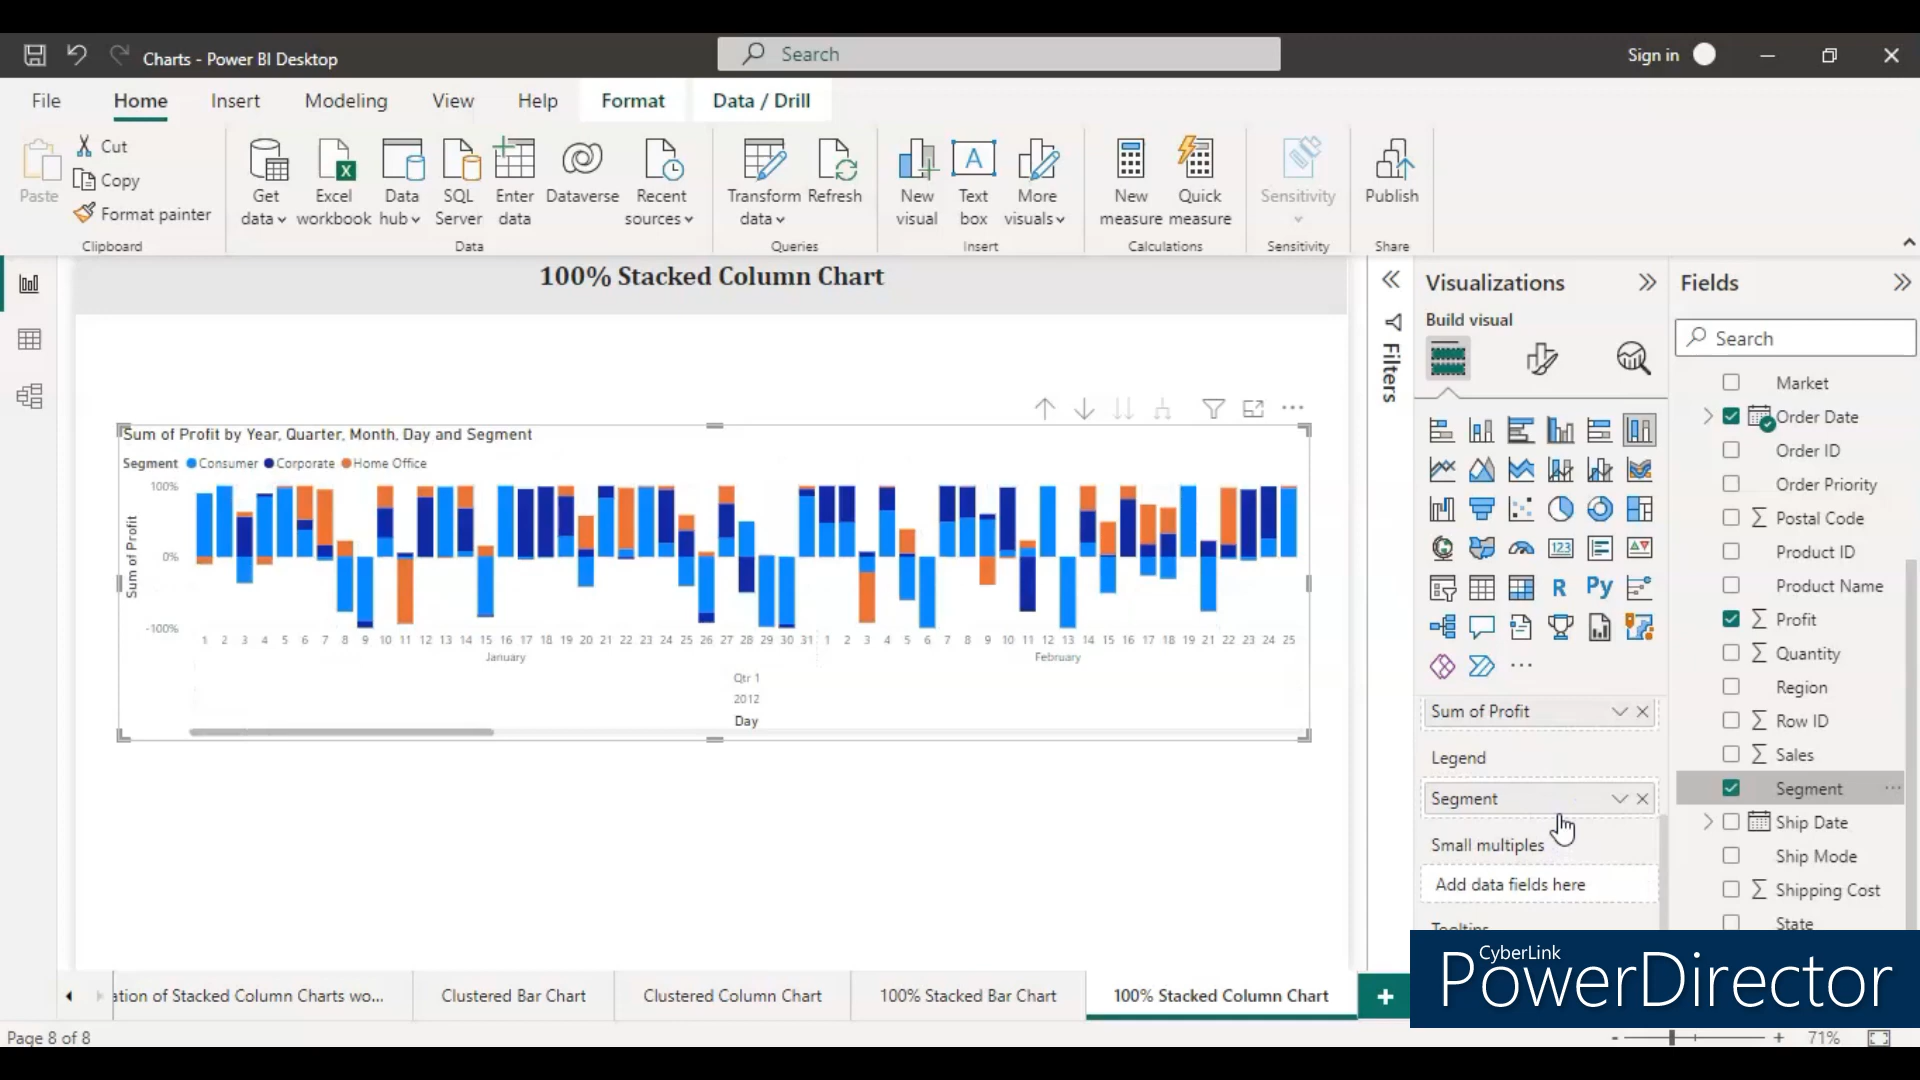 Charts - Power BI Desktop
Search
Sign in
File
Home
Insert
Modeling
View
Help
Format
Data / Drill
Paste
Cut
Copy
Format painter
Clipboard
Get data
Excel workbook
Data hub
SQL Server
Enter data
Dataverse
Recent sources
Data
Transform data
Refresh
Queries
New visual
A
Text box
More visuals
Insert
New measure
Quick measure
Calculations
Sensitivity
Sensitivity
Publish
Share
100% Stacked Column Chart
Sum of Profit by Year, Quarter, Month, Day and Segment
Segment Consumer Corporate Home Office
100%
0%
-100%
Sum of Profit
1 2 3 4 5 6 7 8 9 10 11 12 13 14 15 16 17 18 19 20 21 22 23 24 25 26 27 28 29 30 31 1 2 3 4 5 6 7 8 9 10 11 12 13 14 15 16 17 18 19 21 22 23 24 25
January February
Qtr 1
2012
Day
Filters
Visualizations
Build visual
123
R
Py
Sum of Profit
Legend
Segment
Small multiples
Add data fields here
Tooltips
Fields
Search
Market
Order Date
Order ID
Order Priority
Postal Code
Product ID
Product Name
Profit
Quantity
Region
Row ID
Sales
Segment
Ship Date
Ship Mode
Shipping Cost
State
ation of Stacked Column Charts wo...
Clustered Bar Chart
Clustered Column Chart
100% Stacked Bar Chart
100% Stacked Column Chart
CyberLink
PowerDirector
Page 8 of 8
71%